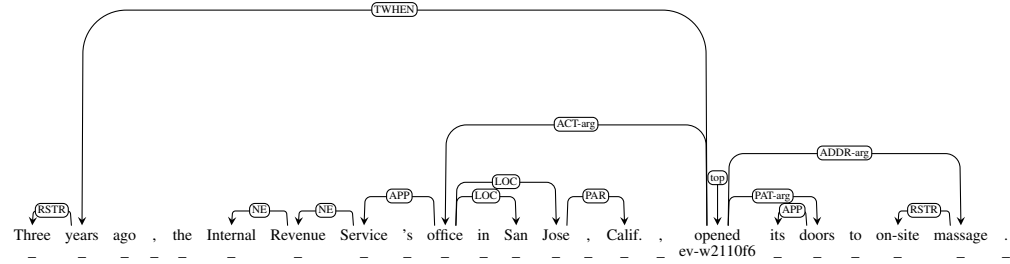 TWHEN
ACT-arg
ADDR-arg
top
LOC
RSTR NE NE APP LOC PAR PAT-arg APP RSTR
Three years ago , the Internal Revenue Service 's office in San Jose , Calif. , opened its doors to on-site massage .
_ _ _ _ _ _ _ _ _ _ _ _ _ _ _ _ ev-w2110f6 _ _ _ _ _ _